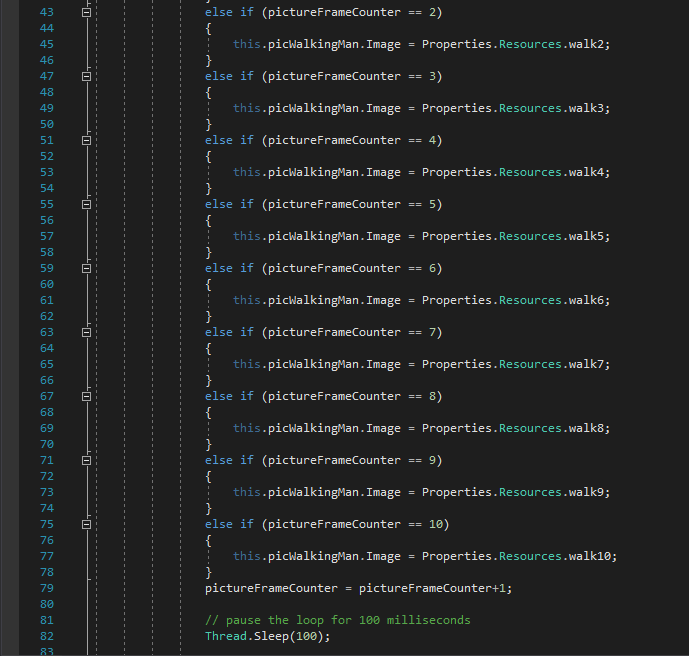 43 else if (pictureFrameCounter == 2)
44 {
45 this.picWalkingMan.Image = Properties.Resources.walk2;
46 }
47 else if (pictureFrameCounter == 3)
48 {
49 this.picWalkingMan.Image = Properties.Resources.walk3;
50 }
51 else if (pictureFrameCounter == 4)
52 {
53 this.picWalkingMan.Image = Properties.Resources.walk4;
54 }
55 else if (pictureFrameCounter == 5)
56 {
57 this.picWalkingMan.Image = Properties.Resources.walk5;
58 }
59 else if (pictureFrameCounter == 6)
60 {
61 this.picWalkingMan.Image = Properties.Resources.walk6;
62 }
63 else if (pictureFrameCounter == 7)
64 {
65 this.picWalkingMan.Image = Properties.Resources.walk7;
66 }
67 else if (pictureFrameCounter == 8)
68 {
69 this.picWalkingMan.Image = Properties.Resources.walk8;
70 }
71 else if (pictureFrameCounter == 9)
72 {
73 this.picWalkingMan.Image = Properties.Resources.walk9;
74 }
75 else if (pictureFrameCounter == 10)
76 {
77 this.picWalkingMan.Image = Properties.Resources.walk10;
78 }
79 pictureFrameCounter = pictureFrameCounter+1;
80
81 // pause the loop for 100 milliseconds
82 Thread.Sleep(100);
83